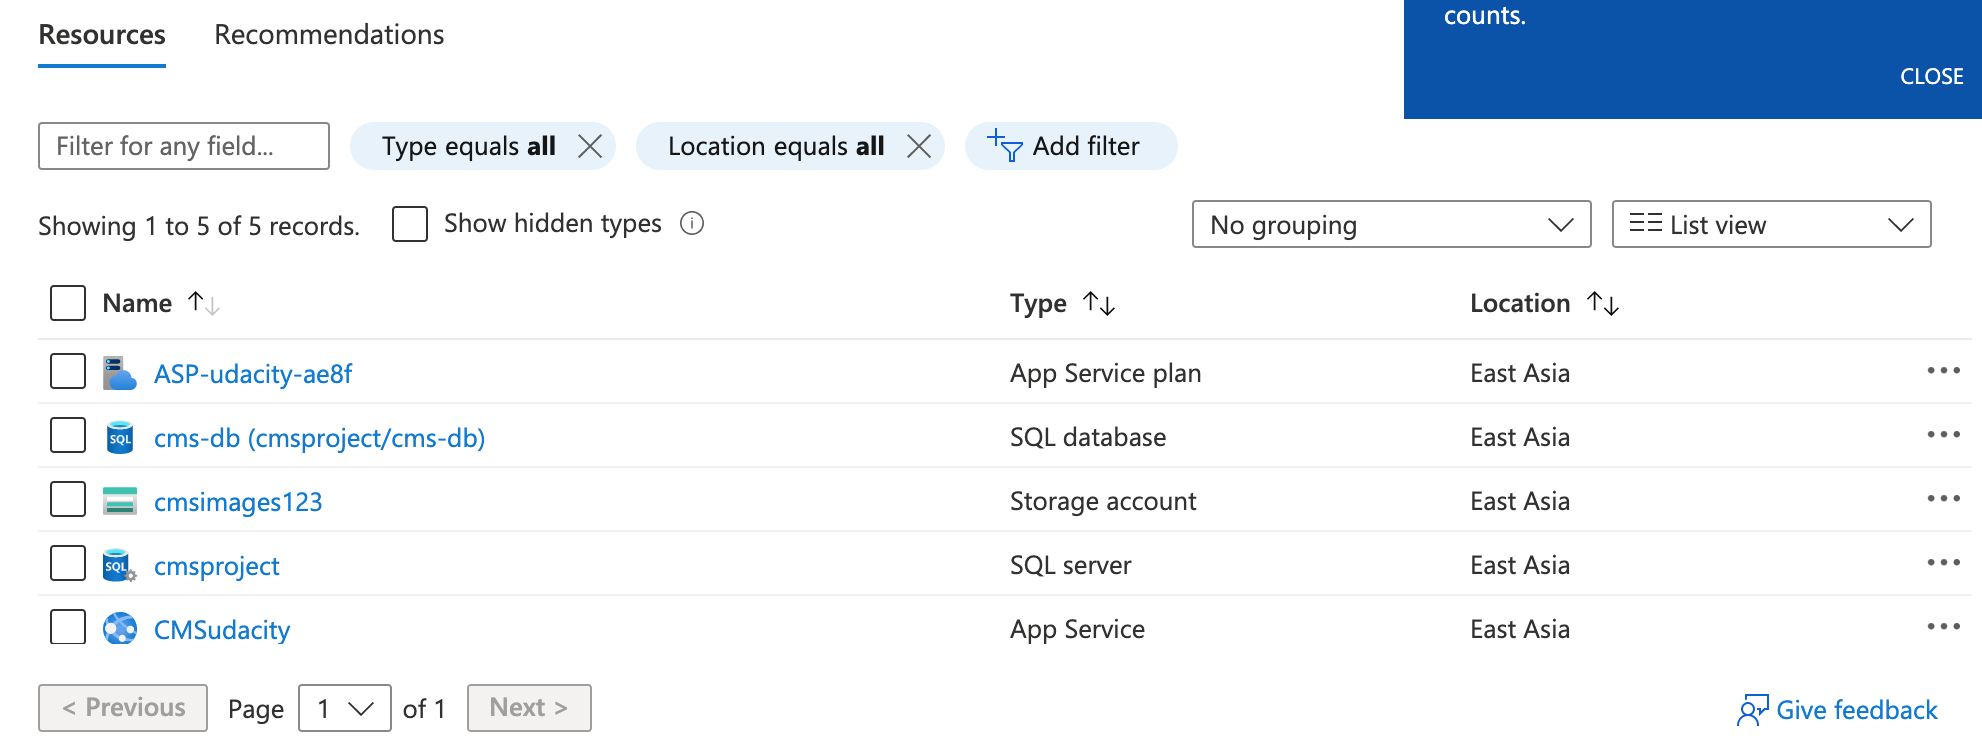 counts.
CLOSE
Resources Recommendations
Filter for any field... Type equals all Location equals all Add filter
Showing 1 to 5 of 5 records. Show hidden types No grouping List view
Name Type Location
ASP-udacity-ae8f App Service plan East Asia
SQL cms-db (cmsproject/cms-db) SQL database East Asia
cmsimages123 Storage account East Asia
SQL cmsproject SQL server East Asia
CMSudacity App Service East Asia
< Previous Page 1 of 1 Next > Give feedback